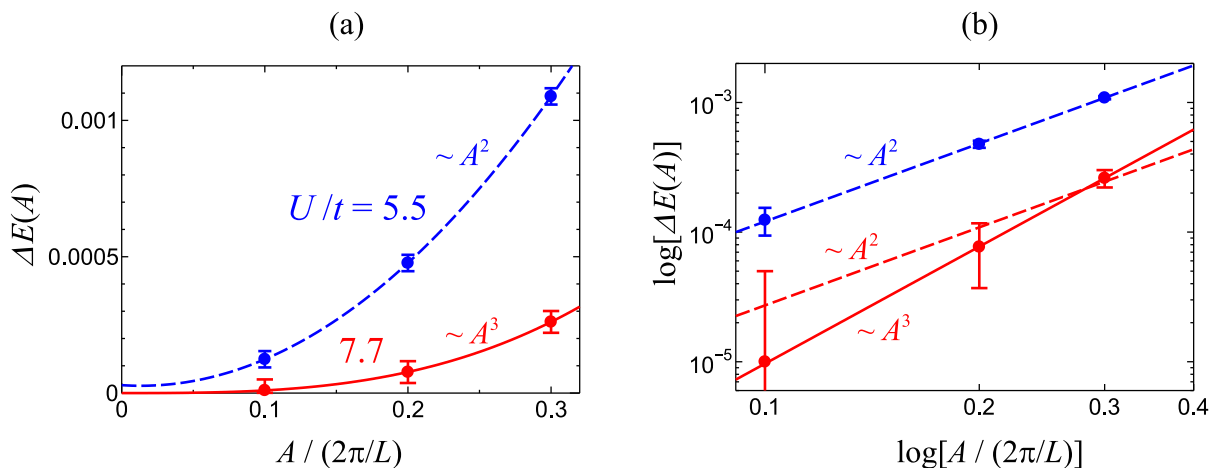 (a)
ΔE(A)
0.001
0.0005
0
~ A²
U/t = 5.5
7.7
~ A³
0 0.1 0.2 0.3
A / (2π/L)
(b)
log[ΔE(A)]
10⁻³
10⁻⁴
10⁻⁵
~ A²
~ A²
~ A³
0.1 0.2 0.3 0.4
log[A / (2π/L)]